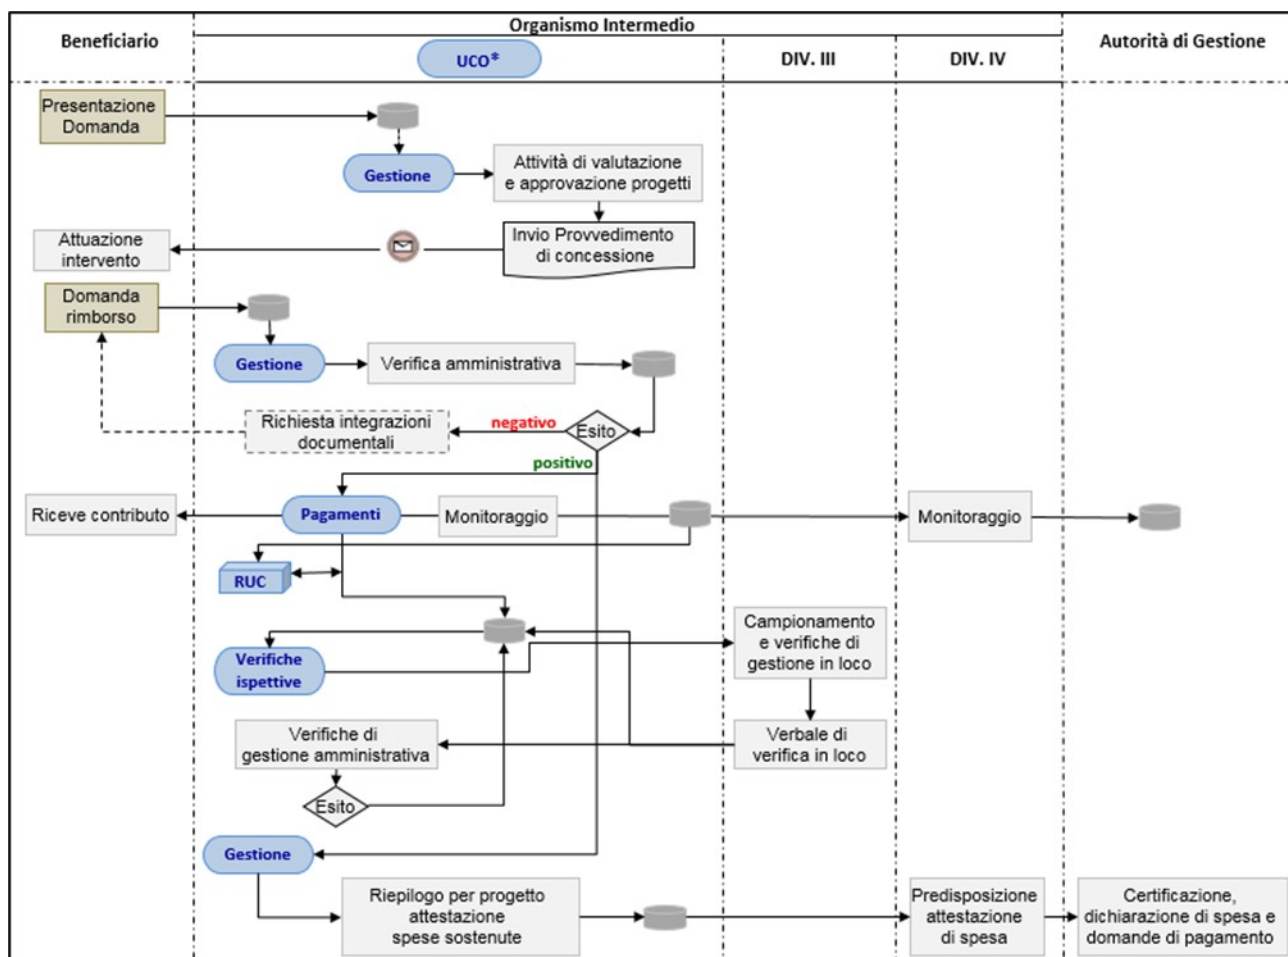 Organismo Intermedio
Beneficiario
UCO*
DIV. III
DIV. IV
Autorità di Gestione
Presentazione
Domanda
Gestione
Attività di valutazione
e approvazione progetti
Invio Provvedimento
di concessione
Attuazione
intervento
Domanda
rimborso
Gestione
Verifica amministrativa
Esito
negativo
Richiesta integrazioni
documentali
positivo
Riceve contributo
Pagamenti
Monitoraggio
Monitoraggio
RUC
Campionamento
e verifiche di
gestione in loco
Verifiche
ispettive
Verbale di
verifica in loco
Verifiche di
gestione amministrativa
Esito
Gestione
Riepilogo per progetto
attestazione
spese sostenute
Predisposizione
attestazione
di spesa
Certificazione,
dichiarazione di spesa e
domande di pagamento